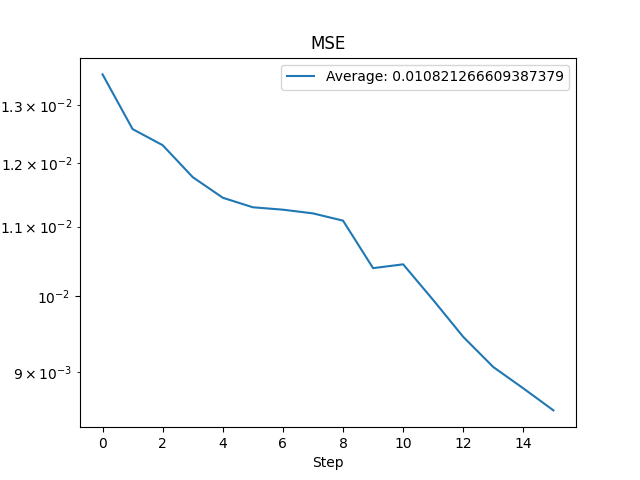 MSE
Average: 0.010821266609387379
1.3 × 10⁻²
1.2 × 10⁻²
1.1 × 10⁻²
10⁻²
9 × 10⁻³
0 2 4 6 8 10 12 14
Step